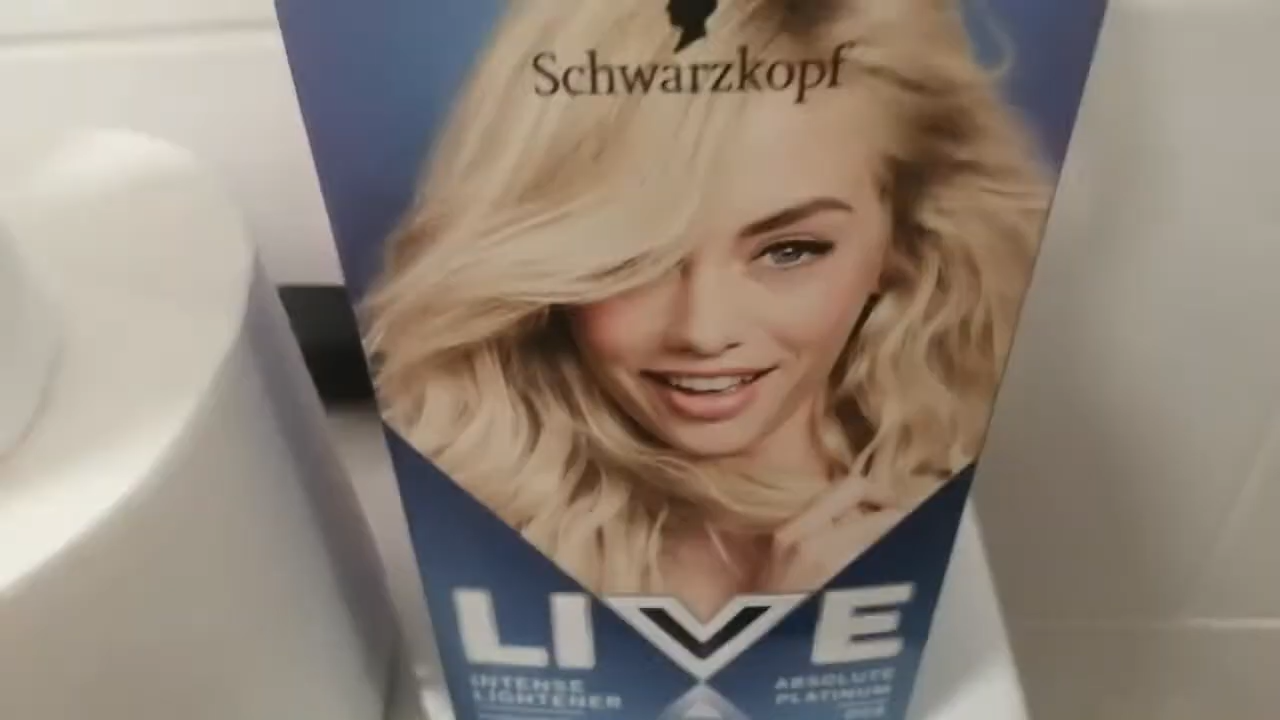 Schwarzkopf
LIVE
INTENSE
LIGHTENER
ABSOLUTE
PLATINUM